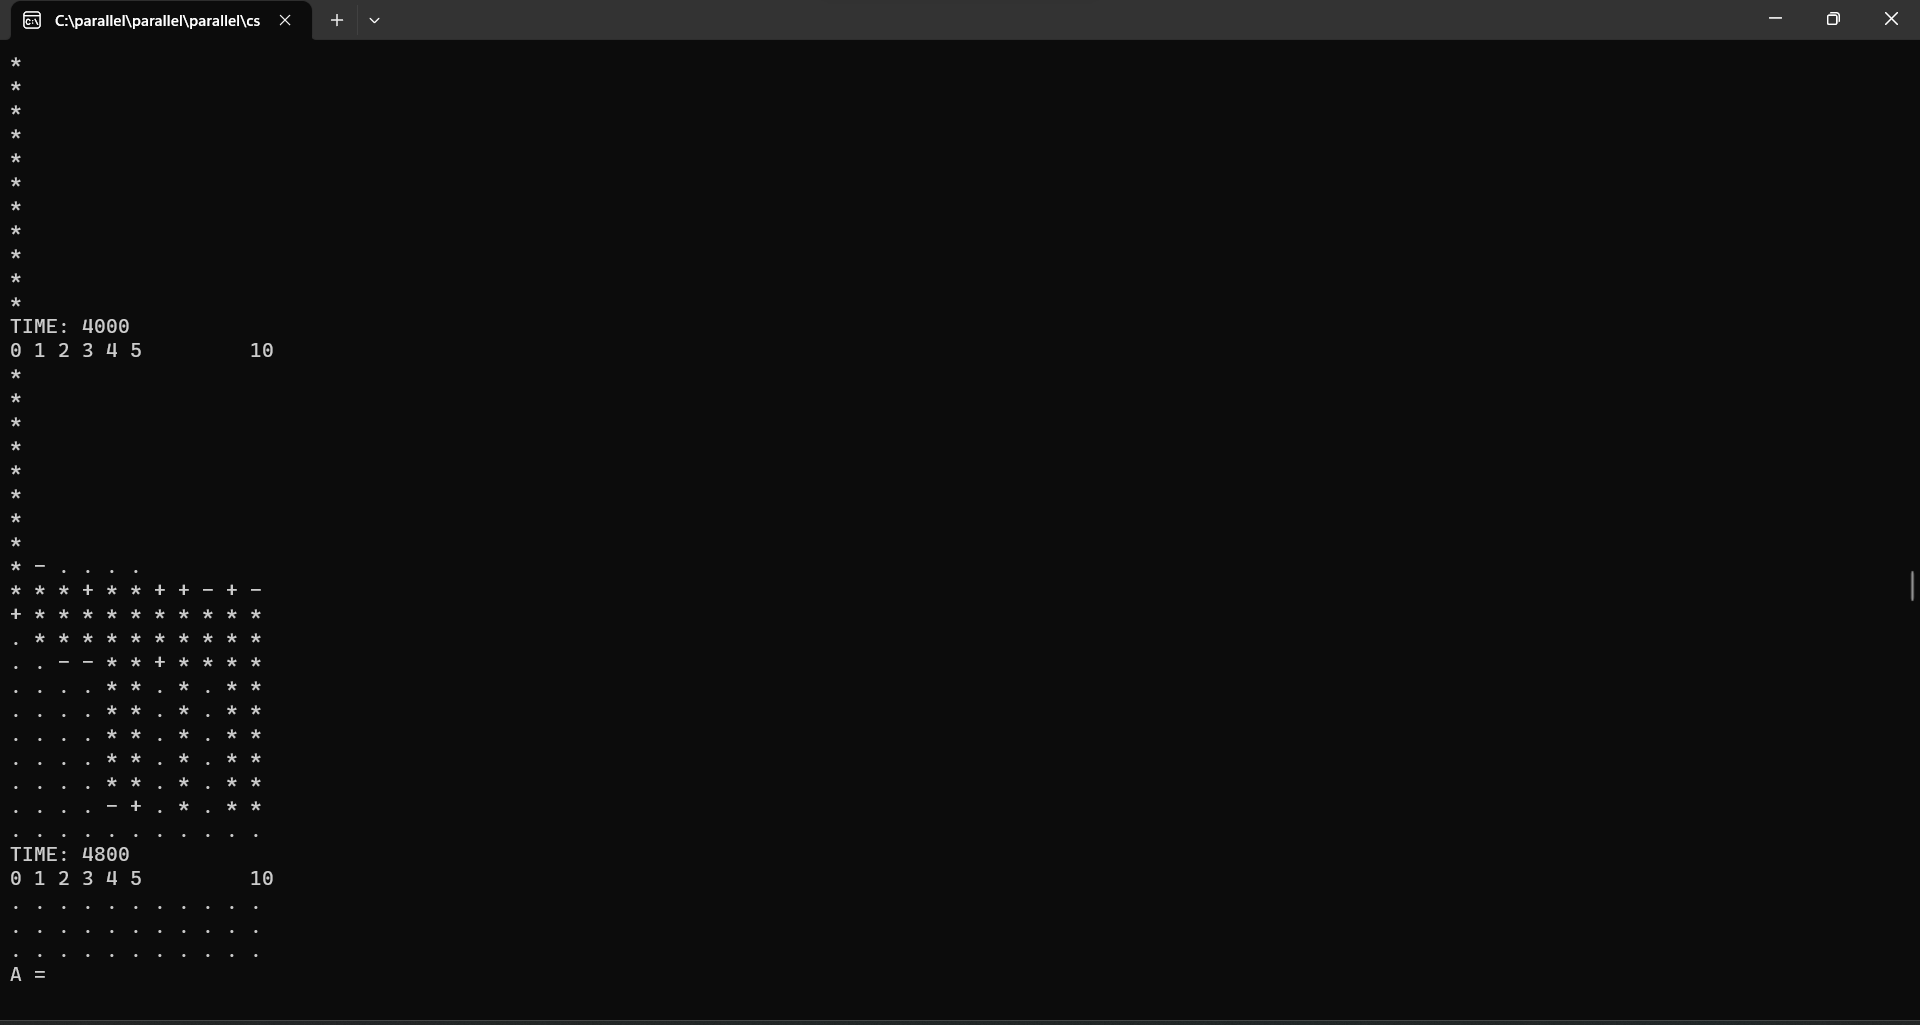 C:\parallel\parallel\parallel\cs
*
*
*
*
*
*
*
*
*
*
*
TIME: 4000
0 1 2 3 4 5         10
*
*
*
*
*
*
*
*
* - . . . .
* * * + * * + + - + -
+ * * * * * * * * * *
. * * * * * * * * * *
. . - - * * + * * * *
. . . . * * . * . * *
. . . . * * . * . * *
. . . . * * . * . * *
. . . . * * . * . * *
. . . . * * . * . * *
. . . . - + . * . * *
. . . . . . . . . . .
TIME: 4800
0 1 2 3 4 5         10
. . . . . . . . . . .
. . . . . . . . . . .
. . . . . . . . . . .
A =